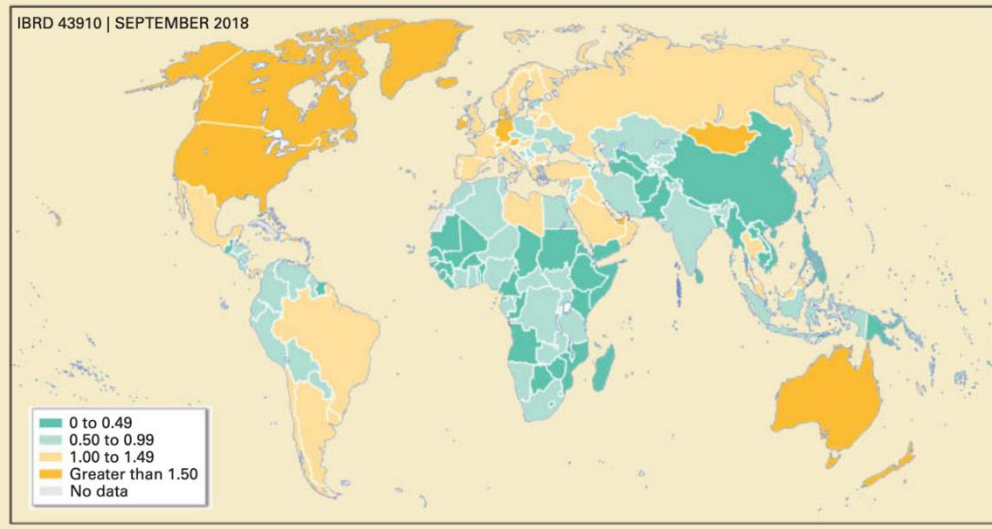 IBRD 43910 | SEPTEMBER 2018
0 to 0.49
0.50 to 0.99
1.00 to 1.49
Greater than 1.50
No data